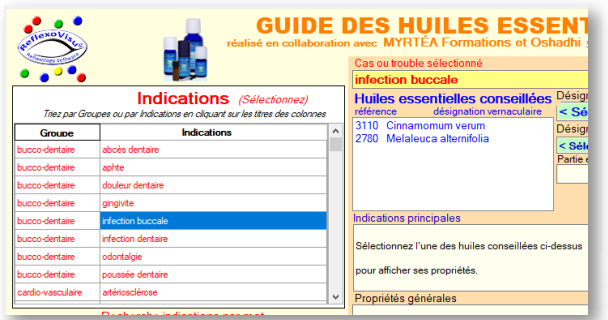 ReflexoVisu
Reflexology Software
GUIDE DES HUILES ESSENT
réalisé en collaboration avec MYRTÉA Formations et Oshadhi
Indications (Sélectionnez)
Triez par Groupes ou par Indications en cliquant sur les titres des colonnes
Groupe Indications
bucco-dentaire abcès dentaire
bucco-dentaire aphte
bucco-dentaire douleur dentaire
bucco-dentaire gingivite
bucco-dentaire infection buccale
bucco-dentaire infection dentaire
bucco-dentaire odontalgie
bucco-dentaire poussée dentaire
cardio-vasculaire artériosclérose
Cas ou trouble sélectionné
infection buccale
Huiles essentielles conseillées
référence désignation vernaculaire
3110 Cinnamomum verum
2780 Melaleuca alternifolia
Désign
< Sé
Désign
< Séle
Partie e
Indications principales
Sélectionnez l'une des huiles conseillées ci-dessus
pour afficher ses propriétés.
Propriétés générales